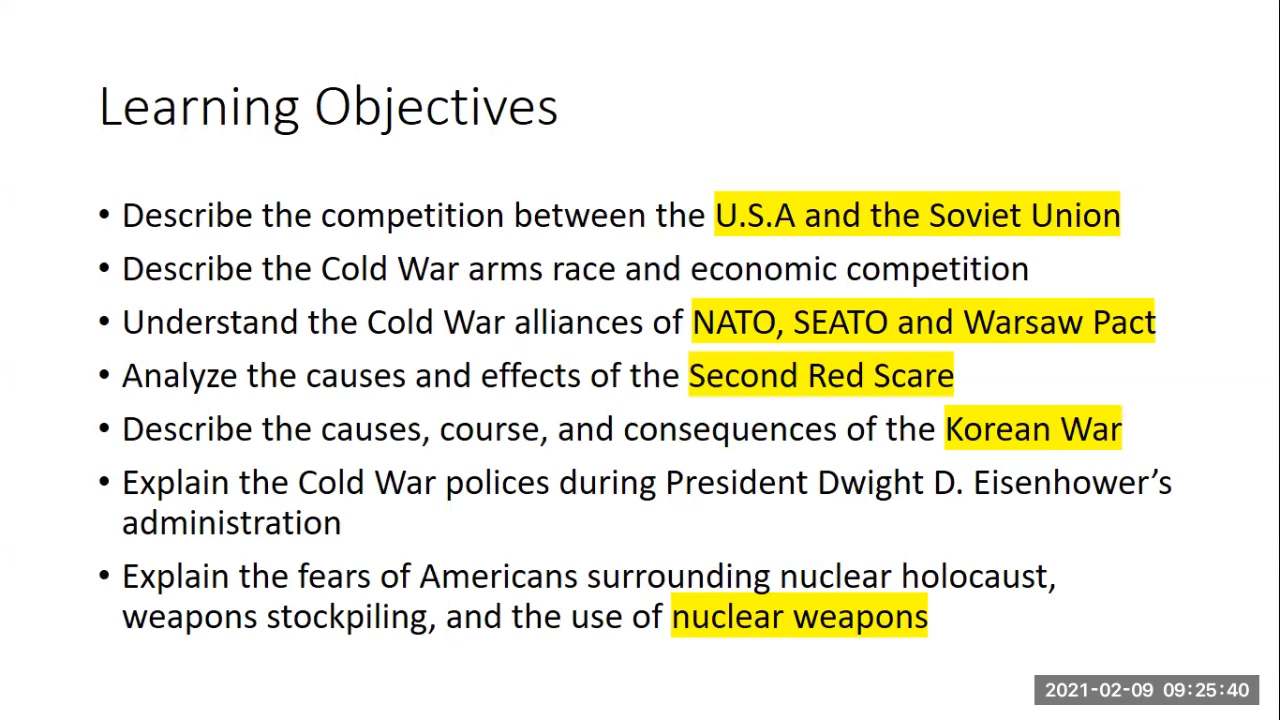 Learning Objectives
• Describe the competition between the U.S.A and the Soviet Union
• Describe the Cold War arms race and economic competition
• Understand the Cold War alliances of NATO, SEATO and Warsaw Pact
• Analyze the causes and effects of the Second Red Scare
• Describe the causes, course, and consequences of the Korean War
• Explain the Cold War polices during President Dwight D. Eisenhower’s
administration
• Explain the fears of Americans surrounding nuclear holocaust,
weapons stockpiling, and the use of nuclear weapons
2021-02-09 09:25:40